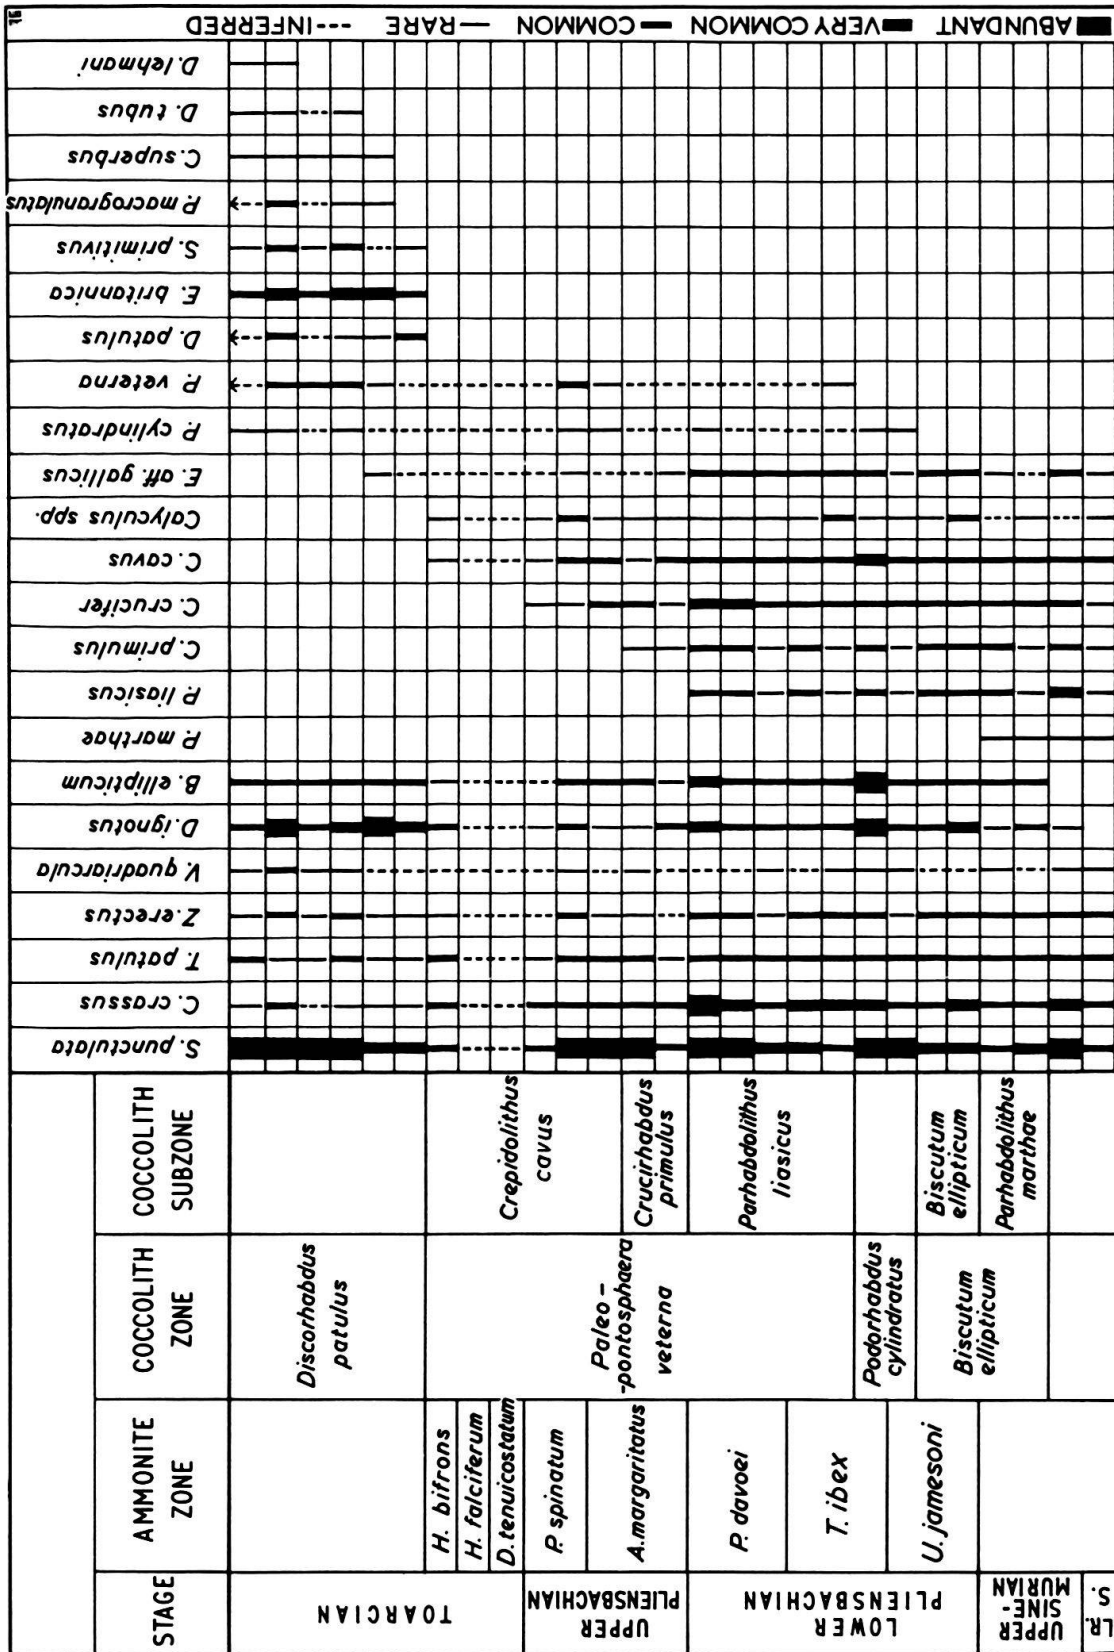 STAGE
AMMONITE
ZONE
COCCOLITH
ZONE
COCCOLITH
SUBZONE
S. punctulata
C. crassus
T. patulus
Z. erectus
V. quadriarcula
D. ignotus
B. ellipticum
P. marthae
P. liasicus
C. primulus
C. crucifer
C. cavus
Calyculus spp.
E. aff. gallicus
P. cylindratus
P. veterna
D. patulus
E. britannica
S. primitivus
P. macrogranulatus
C. superbus
D. tubus
D. lehmani
TOARCIAN
UPPER
PLIENSBACHIAN
LOWER
PLIENSBACHIAN
UPPER
SINE-
MURIAN
LR.
S.
H. bifrons
H. falciferum
D. tenuicostatum
P. spinatum
A. margaritatus
P. davoei
T. ibex
U. jamesoni
Discorhabdus
patulus
Paleo-
-pontosphaera
veterna
Podorhabdus
cylindratus
Biscutum
ellipticum
Crepidolithus
cavus
Crucirhabdus
primulus
Parhabdolithus
liasicus
Biscutum
ellipticum
Parhabdolithus
marthae
ABUNDANT VERY COMMON COMMON RARE INFERRED